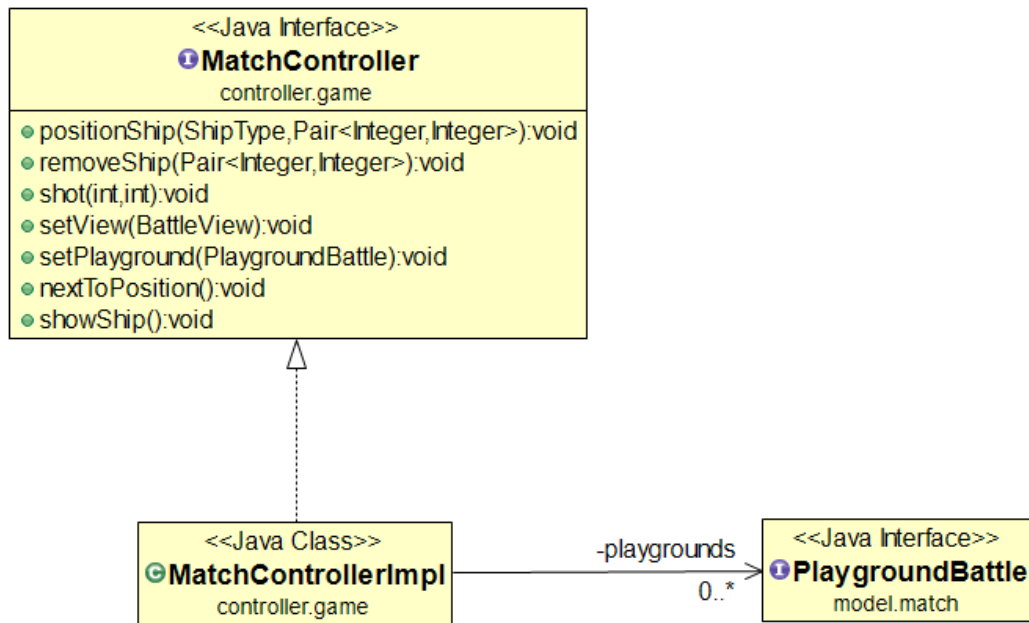 <<Java Interface>>
MatchController
controller.game
positionShip(ShipType,Pair<Integer,Integer>):void
removeShip(Pair<Integer,Integer>):void
shot(int,int):void
setView(BattleView):void
setPlayground(PlaygroundBattle):void
nextToPosition():void
showShip():void
<<Java Class>>
MatchControllerImpl
controller.game
-playgrounds
0..*
<<Java Interface>>
PlaygroundBattle
model.match